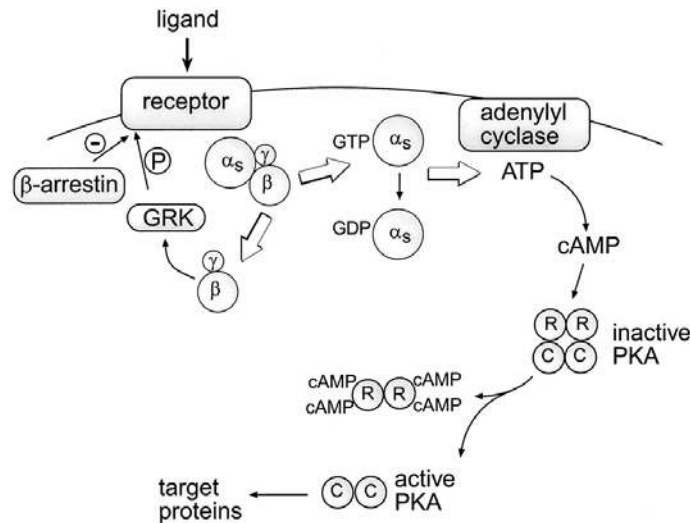 ligand
receptor
adenylyl
cyclase
−
P
αs
γ
β
GTP
αs
ATP
β-arrestin
GRK
GDP
αs
cAMP
γ
β
R R
C C
inactive
PKA
cAMP
cAMP
R R
cAMP
cAMP
C C
active
PKA
target
proteins